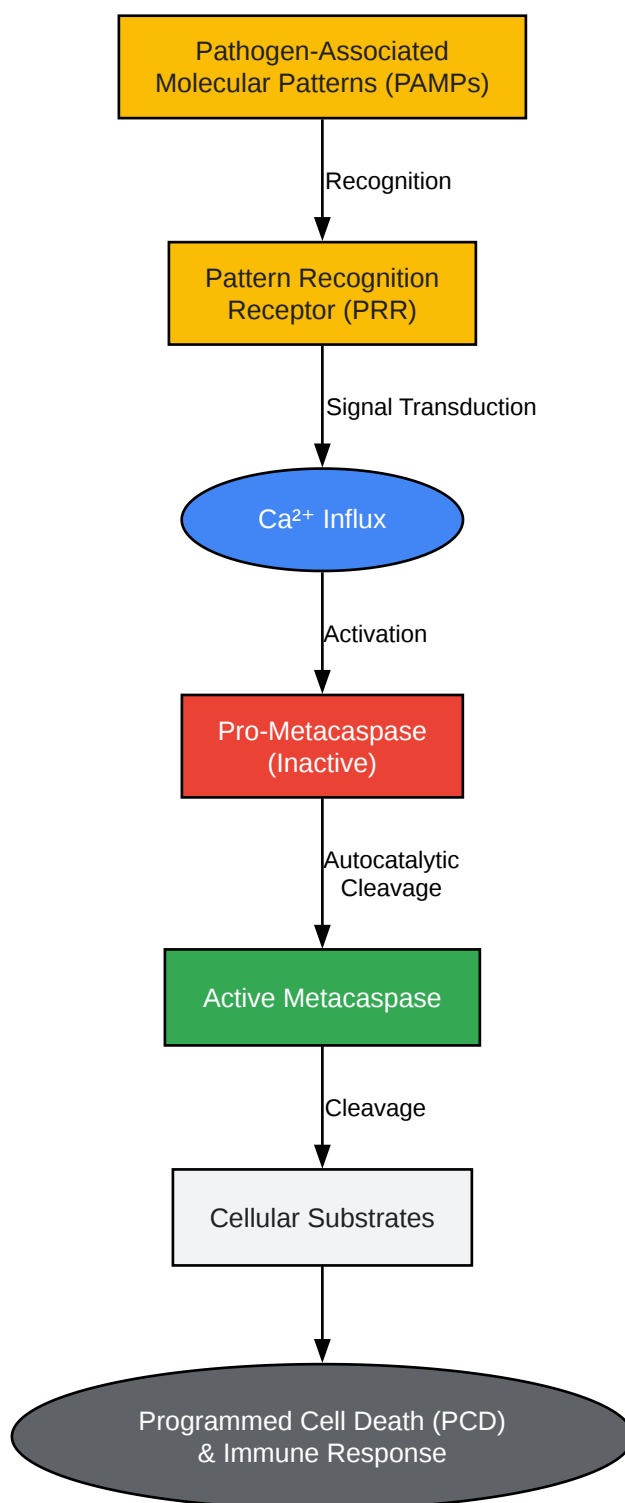 Pathogen-Associated
Molecular Patterns (PAMPs)
Recognition
Pattern Recognition
Receptor (PRR)
Signal Transduction
Ca²⁺ Influx
Activation
Pro-Metacaspase
(Inactive)
Autocatalytic
Cleavage
Active Metacaspase
Cleavage
Cellular Substrates
Programmed Cell Death (PCD)
& Immune Response